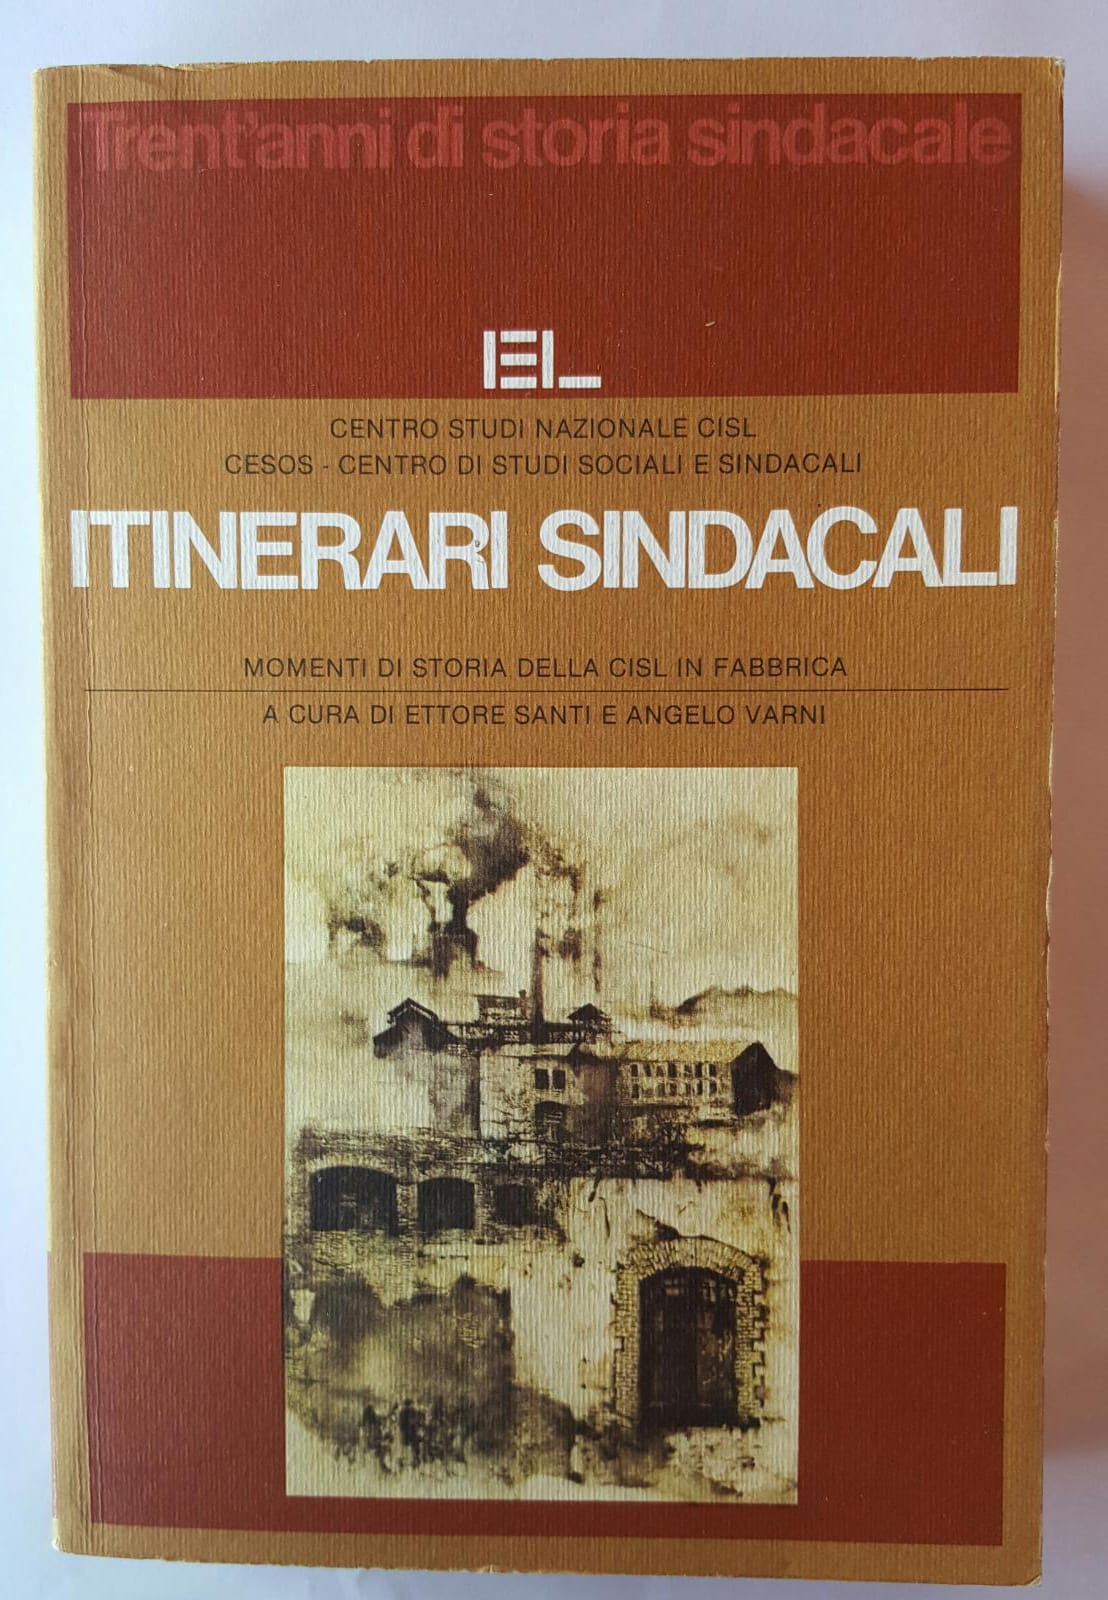 Trent'anni di storia sindacale
EL
CENTRO STUDI NAZIONALE CISL
CESOS - CENTRO DI STUDI SOCIALI E SINDACALI
ITINERARI SINDACALI
MOMENTI DI STORIA DELLA CISL IN FABBRICA
A CURA DI ETTORE SANTI E ANGELO VARNI